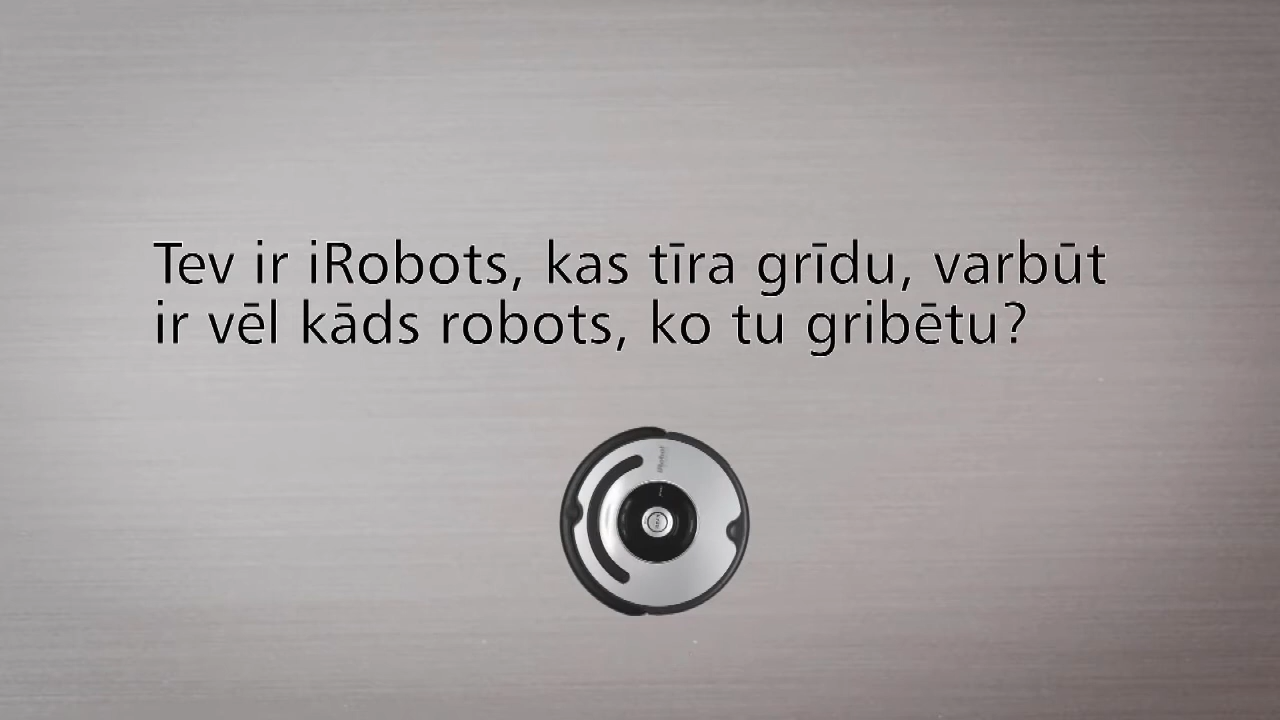 Tev ir iRobots, kas tīra grīdu, varbūt
ir vēl kāds robots, ko tu gribētu?